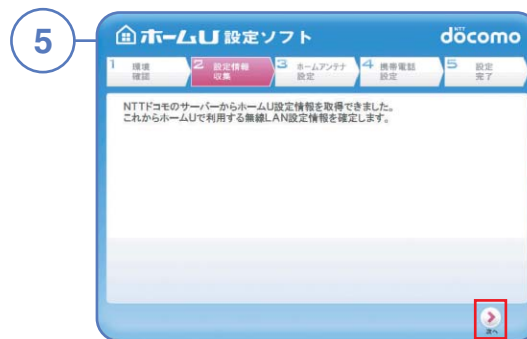 5
ホームU 設定ソフト
NTT
döcomo
1 環境確認
2 設定情報収集
3 ホームアンテナ設定
4 携帯電話設定
5 設定完了
NTTドコモのサーバーからホームU設定情報を取得できました。
これからホームUで利用する無線LAN設定情報を確定します。
次へ